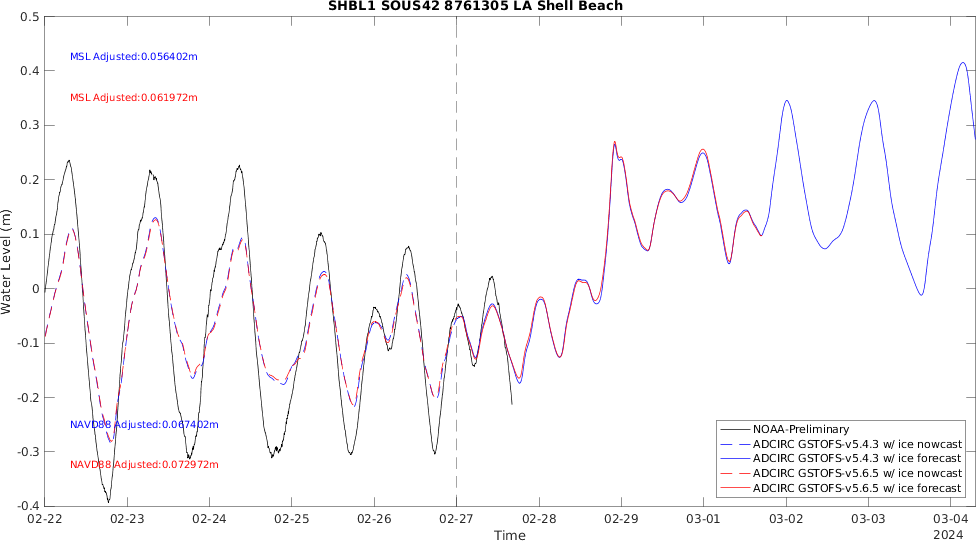 SHBL1 SOUS42 8761305 LA Shell Beach
0.5
0.4
0.3
0.2
0.1
0
-0.1
-0.2
-0.3
-0.4
Water Level (m)
MSL Adjusted:0.056402m
MSL Adjusted:0.061972m
NAVD88 Adjusted:0.067402m
NAVD88 Adjusted:0.072972m
NOAA-Preliminary
ADCIRC GSTOFS-v5.4.3 w/ ice nowcast
ADCIRC GSTOFS-v5.4.3 w/ ice forecast
ADCIRC GSTOFS-v5.6.5 w/ ice nowcast
ADCIRC GSTOFS-v5.6.5 w/ ice forecast
02-22 02-23 02-24 02-25 02-26 02-27 02-28 02-29 03-01 03-02 03-03 03-04
Time
2024